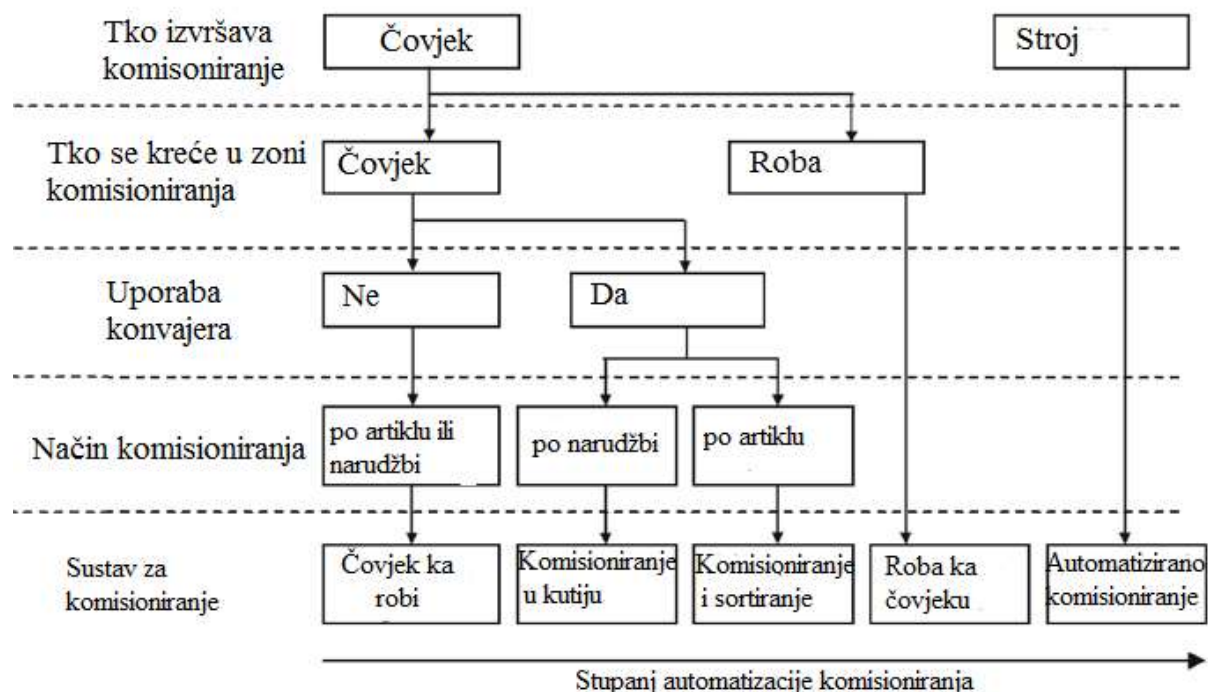 Tko izvršava
komisoniranje
Čovjek
Stroj
Tko se kreće u zoni
komisioniranja
Čovjek
Roba
Uporaba
konvajera
Ne
Da
Način komisioniranja
po artiklu ili
narudžbi
po narudžbi
po artiklu
Sustav za
komisioniranje
Čovjek ka
robi
Komisioniranje
u kutiju
Komisioniranje
i sortiranje
Roba ka
čovjeku
Automatizirano
komisioniranje
Stupanj automatizacije komisioniranja